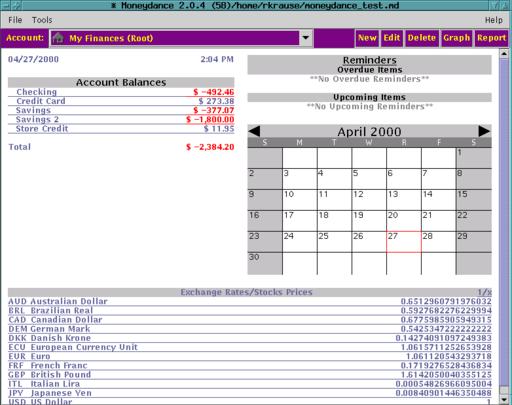 * Moneydance 2.0.4 (58)/home/rkrause/moneydance_test.md
File Tools Help
Account: My Finances (Root) New Edit Delete Graph Report
04/27/2000 2:04 PM
Account Balances
Checking $ -492.46
Credit Card $ 273.38
Savings $ -377.07
Savings 2 $ -1,800.00
Store Credit $ 11.95
Total $ -2,384.20
Reminders
Overdue Items
**No Overdue Reminders**
Upcoming Items
**No Upcoming Reminders**
April 2000
S M T W R F S
1
2 3 4 5 6 7 8
9 10 11 12 13 14 15
16 17 18 19 20 21 22
23 24 25 26 27 28 29
30
Exchange Rates/Stocks Prices 1/x
AUD Australian Dollar 0.6512960791976032
BRL Brazilian Real 0.5927682276229994
CAD Canadian Dollar 0.6775985905949315
DEM German Mark 0.5425347222222222
DKK Danish Krone 0.14274091097249383
ECU European Currency Unit 1.0615711252653928
EUR Euro 1.061120543293718
FRF French Franc 0.1719276528436834
GBP British Pound 1.6142050040355125
ITL Italian Lira 0.000548269660950​04
JPY Japanese Yen 0.00840901446350488
USD US Dollar 1